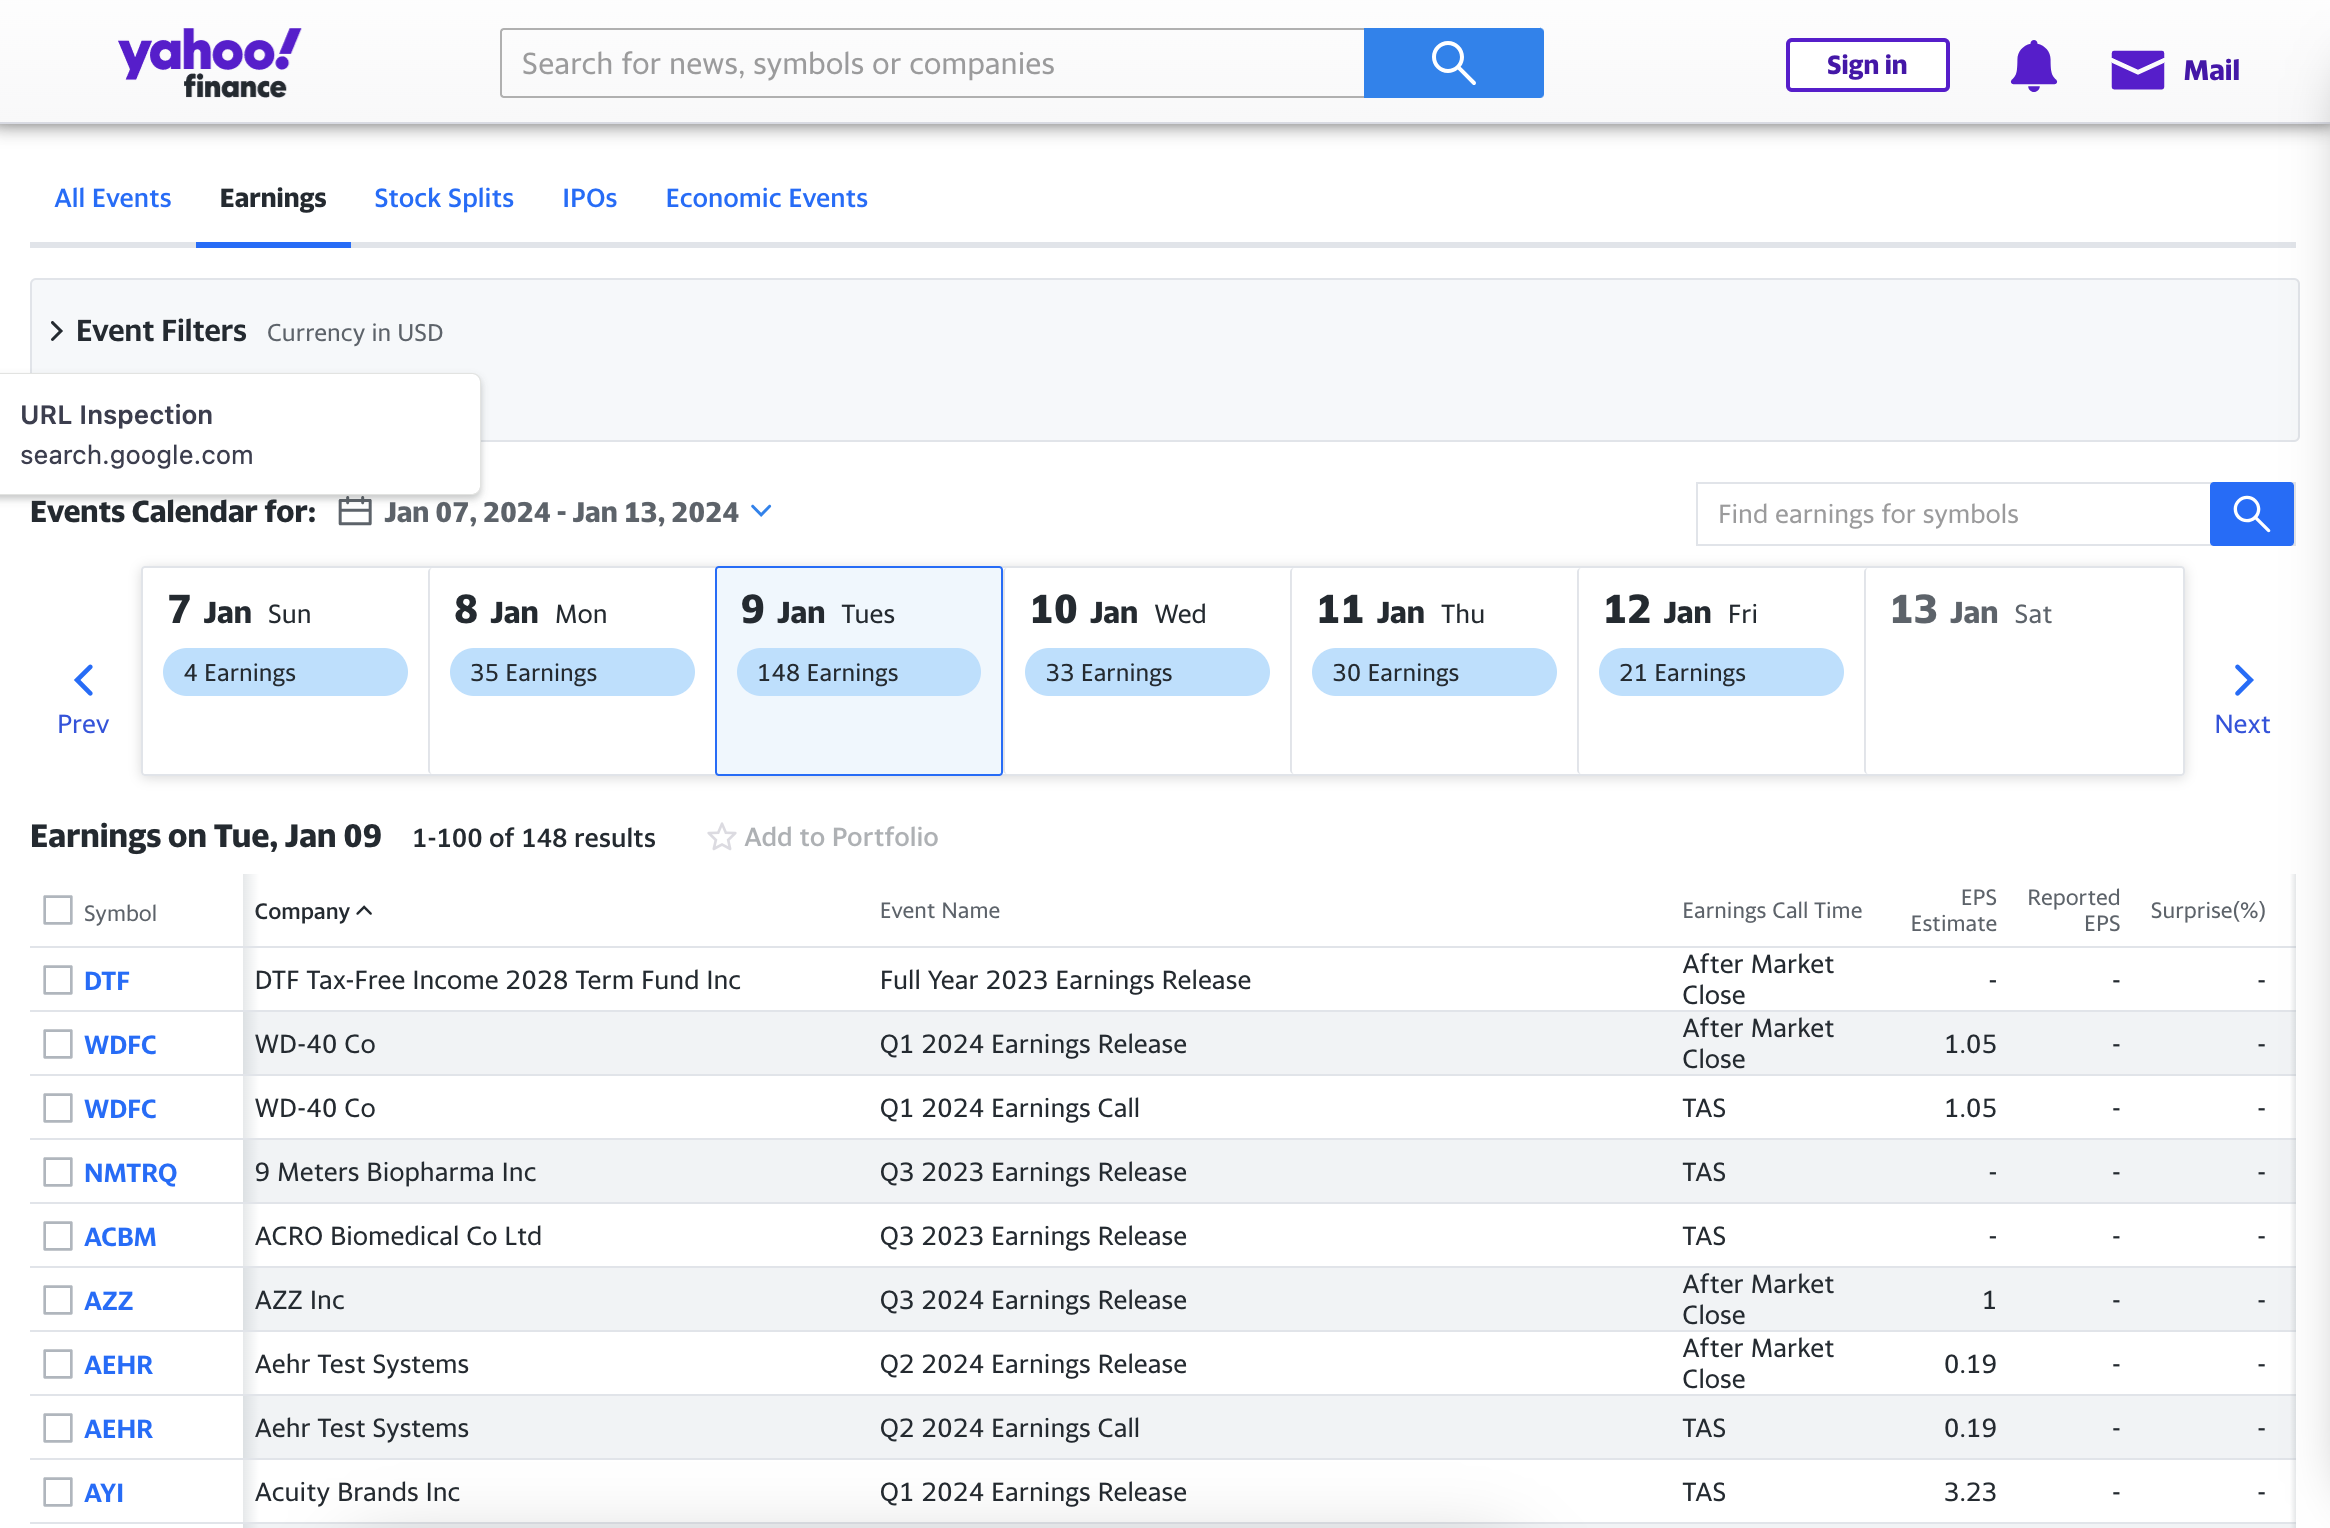 yahoo!
finance
Search for news, symbols or companies
Sign in
Mail
All Events Earnings Stock Splits IPOs Economic Events
Event Filters Currency in USD
URL Inspection
search.google.com
Events Calendar for: Jan 07, 2024 - Jan 13, 2024
Find earnings for symbols
7 Jan Sun 8 Jan Mon 9 Jan Tues 10 Jan Wed 11 Jan Thu 12 Jan Fri 13 Jan Sat
4 Earnings 35 Earnings 148 Earnings 33 Earnings 30 Earnings 21 Earnings
Prev Next
Earnings on Tue, Jan 09 1-100 of 148 results Add to Portfolio
Symbol Company Event Name Earnings Call Time EPS Estimate Reported EPS Surprise(%)
DTF DTF Tax-Free Income 2028 Term Fund Inc Full Year 2023 Earnings Release After Market Close - - -
WDFC WD-40 Co Q1 2024 Earnings Release After Market Close 1.05 - -
WDFC WD-40 Co Q1 2024 Earnings Call TAS 1.05 - -
NMTRQ 9 Meters Biopharma Inc Q3 2023 Earnings Release TAS - - -
ACBM ACRO Biomedical Co Ltd Q3 2023 Earnings Release TAS - - -
AZZ AZZ Inc Q3 2024 Earnings Release After Market Close 1 - -
AEHR Aehr Test Systems Q2 2024 Earnings Release After Market Close 0.19 - -
AEHR Aehr Test Systems Q2 2024 Earnings Call TAS 0.19 - -
AYI Acuity Brands Inc Q1 2024 Earnings Release TAS 3.23 - -